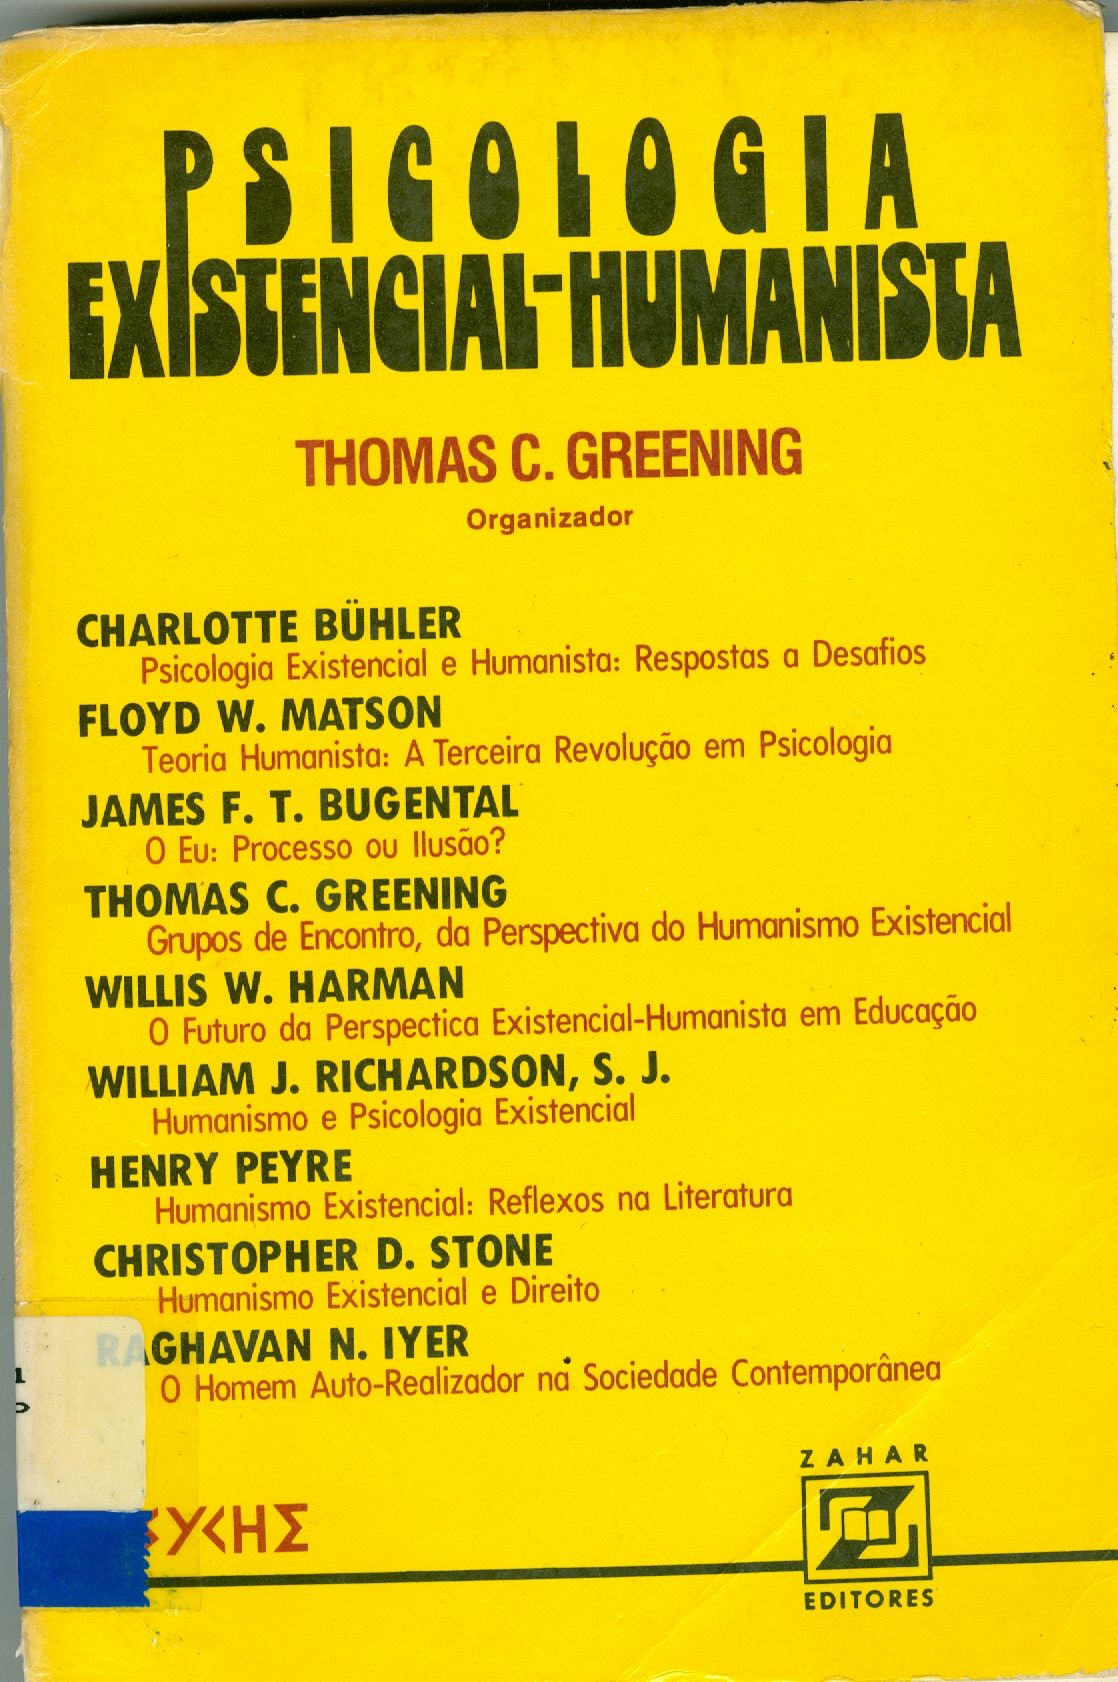 PSICOLOGIA
EXISTENCIAL-HUMANISTA
THOMAS C. GREENING
Organizador
CHARLOTTE BÜHLER
Psicologia Existencial e Humanista: Respostas a Desafios
FLOYD W. MATSON
Teoria Humanista: A Terceira Revolução em Psicologia
JAMES F. T. BUGENTAL
O Eu: Processo ou Ilusão?
THOMAS C. GREENING
Grupos de Encontro, da Perspectiva do Humanismo Existencial
WILLIS W. HARMAN
O Futuro da Perspectica Existencial-Humanista em Educação
WILLIAM J. RICHARDSON, S. J.
Humanismo e Psicologia Existencial
HENRY PEYRE
Humanismo Existencial: Reflexos na Literatura
CHRISTOPHER D. STONE
Humanismo Existencial e Direito
RAGHAVAN N. IYER
O Homem Auto-Realizador na Sociedade Contemporânea
ZAHAR
EDITORES